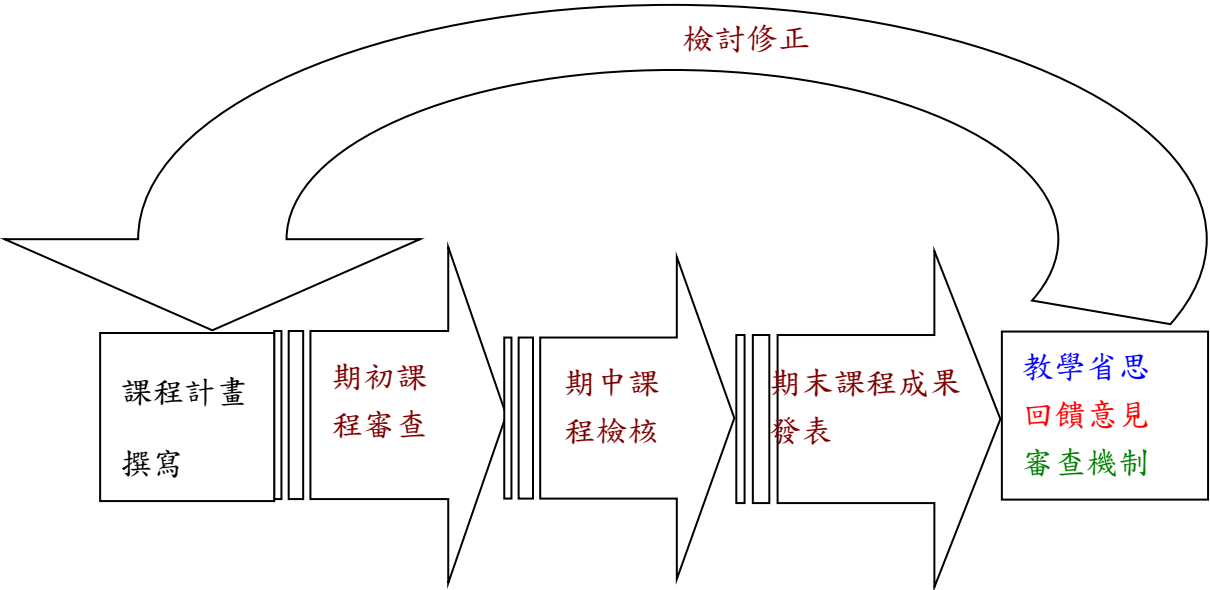 檢討修正
課程計畫
撰寫
期初課
程審查
期中課
程檢核
期末課程成果
發表
教學省思
回饋意見
審查機制